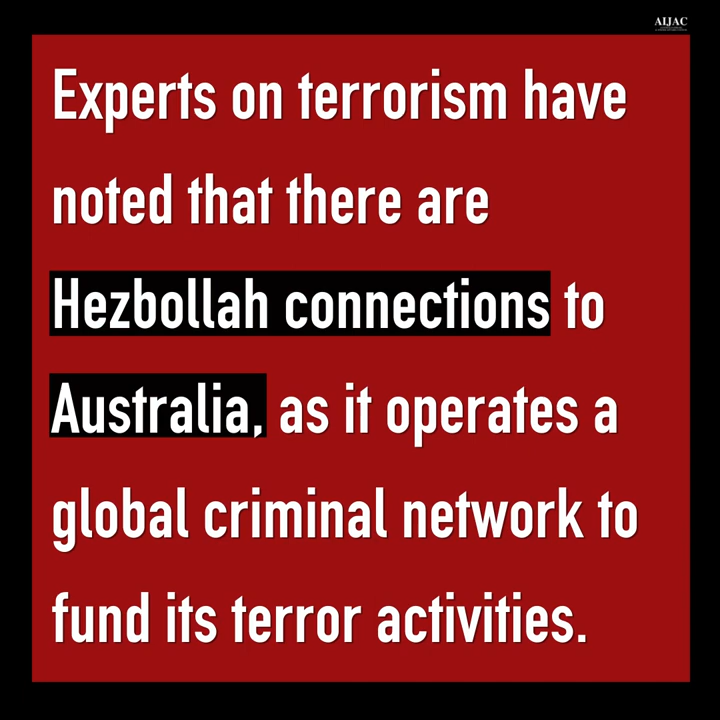 AIJAC
Experts on terrorism have
noted that there are
Hezbollah connections to
Australia, as it operates a
global criminal network to
fund its terror activities.